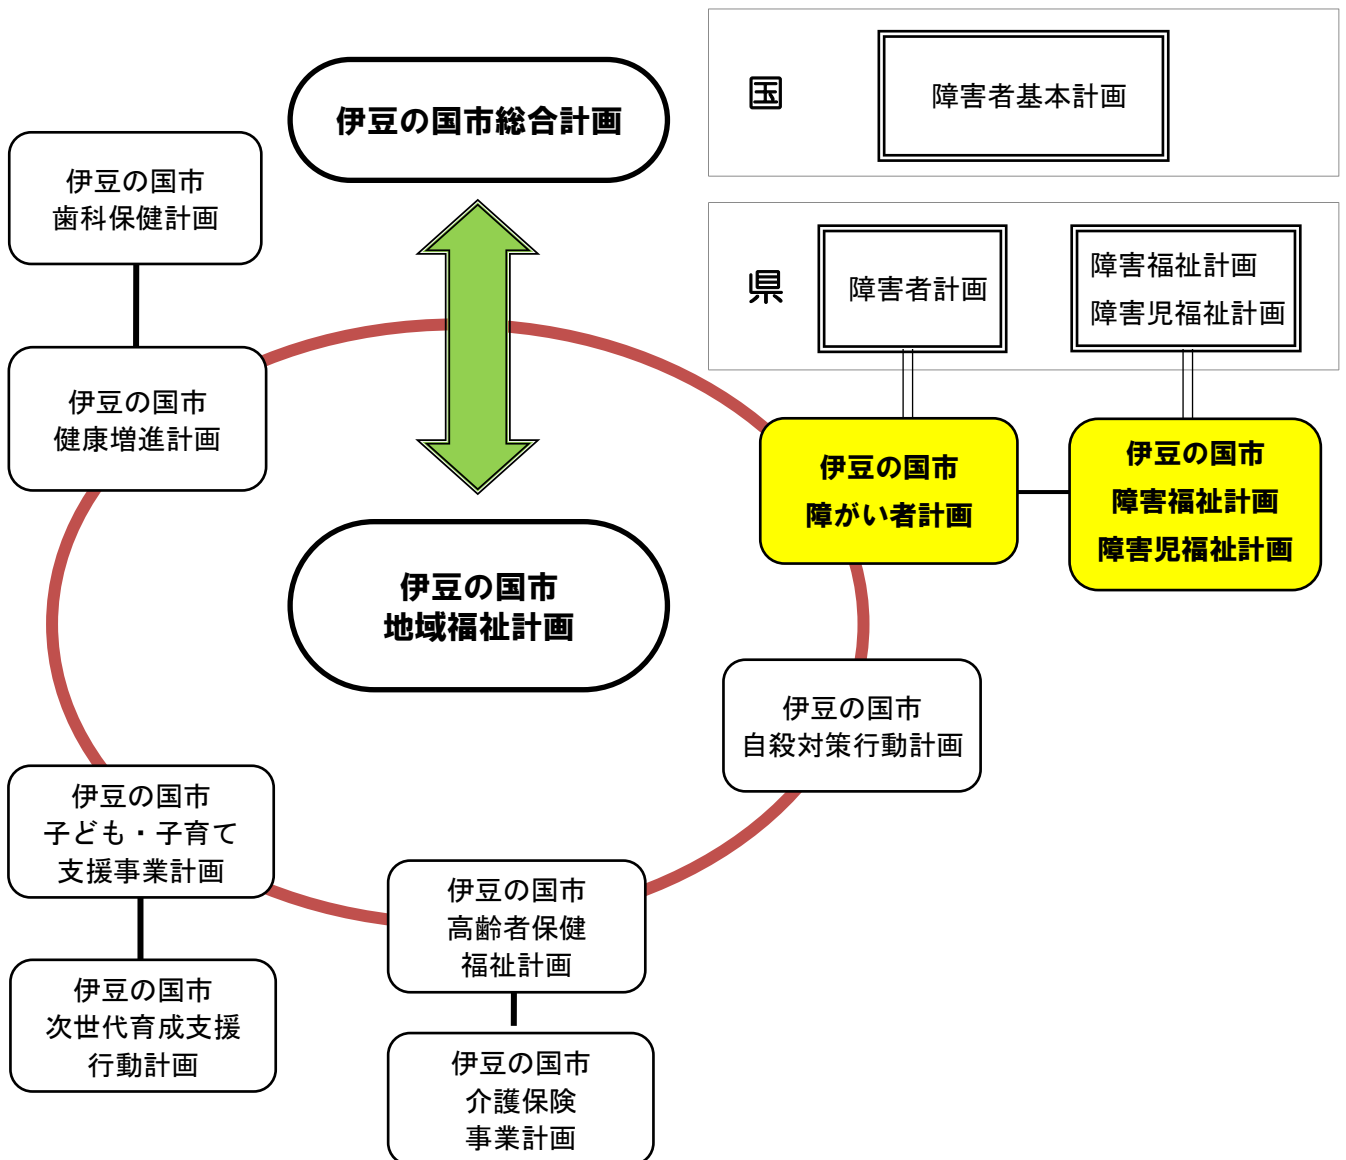 国
障害者基本計画
伊豆の国市総合計画
伊豆の国市
歯科保健計画
県
障害者計画
障害福祉計画
障害児福祉計画
伊豆の国市
健康増進計画
伊豆の国市
障がい者計画
伊豆の国市
障害福祉計画
障害児福祉計画
伊豆の国市
地域福祉計画
伊豆の国市
自殺対策行動計画
伊豆の国市
子ども・子育て
支援事業計画
伊豆の国市
高齢者保健
福祉計画
伊豆の国市
次世代育成支援
行動計画
伊豆の国市
介護保険
事業計画